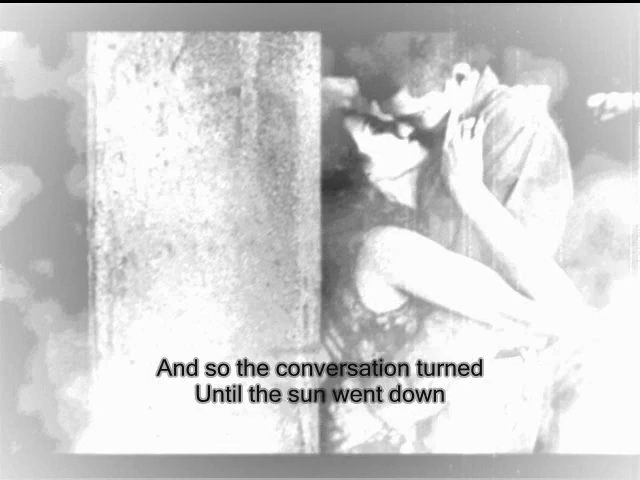 And so the conversation turned
Until the sun went down